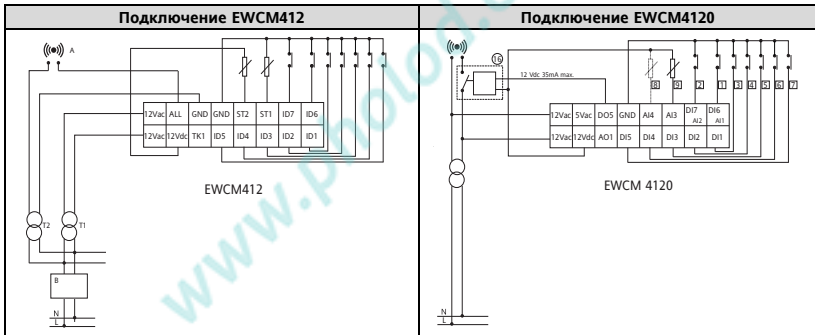 Подключение EWCM412
Подключение EWCM4120
A
12Vac ALL GND GND ST2 ST1 ID7 ID6
12Vac 12Vdc TK1 ID5 ID4 ID3 ID2 ID1
EWCM412
T2
T1
B
N
L
16
12 Vdc 35mA max.
8 9 2 1 3 4 5 6 7
12Vac 5Vac DO5 GND AI4 AI3 DI7 AI2 DI6 AI1
12Vac 12Vdc AO1 DI5 DI4 DI3 DI2 DI1
EWCM 4120
N
L
www.pholod.c